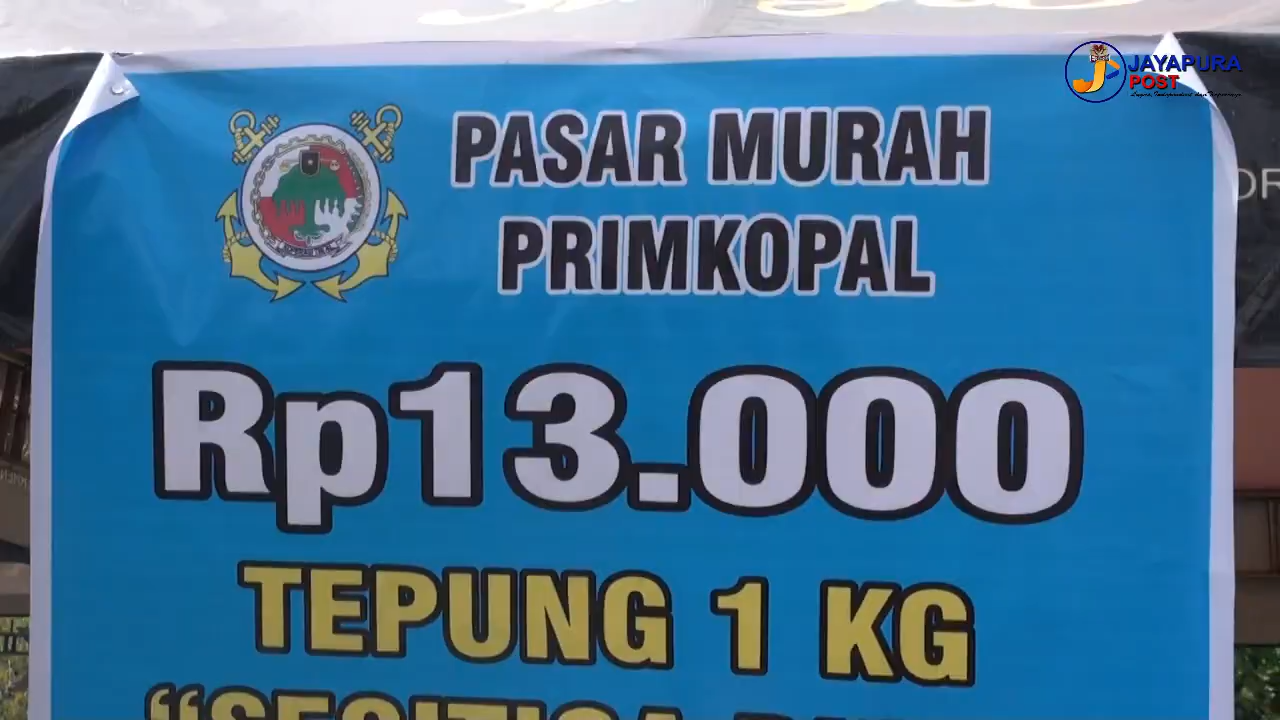 JAYAPURA
POST
PASAR MURAH
PRIMKOPAL
Rp13.000
TEPUNG 1 KG